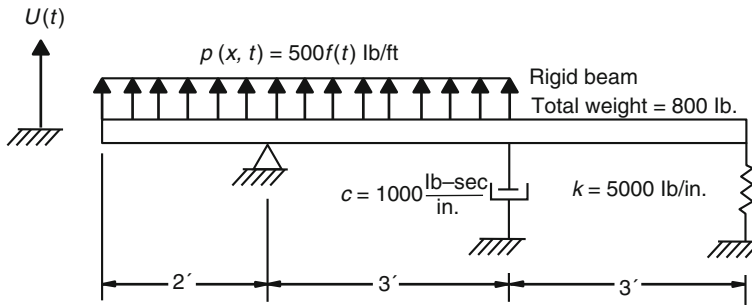 U(t)
p (x, t) = 500f(t) lb/ft
Rigid beam
Total weight = 800 lb.
c = 1000 lb–sec/in.
k = 5000 lb/in.
2′
3′
3′